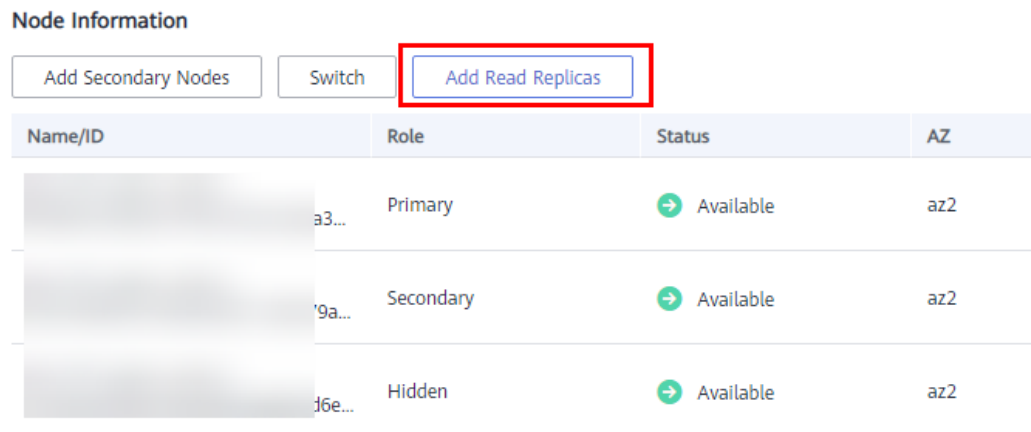 Node Information
Add Secondary Nodes Switch Add Read Replicas
Name/ID Role Status AZ
a3... Primary Available az2
9a... Secondary Available az2
d6e... Hidden Available az2